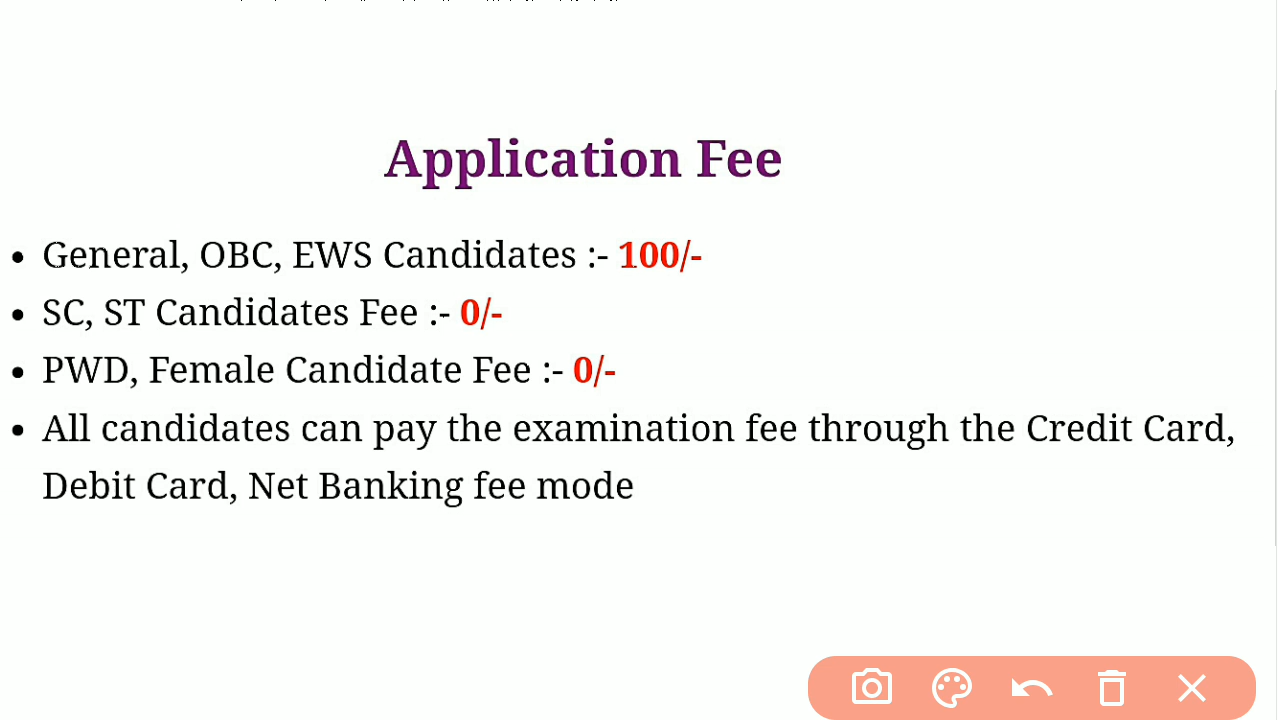 Application Fee
• General, OBC, EWS Candidates :- 100/-
• SC, ST Candidates Fee :- 0/-
• PWD, Female Candidate Fee :- 0/-
• All candidates can pay the examination fee through the Credit Card,
Debit Card, Net Banking fee mode